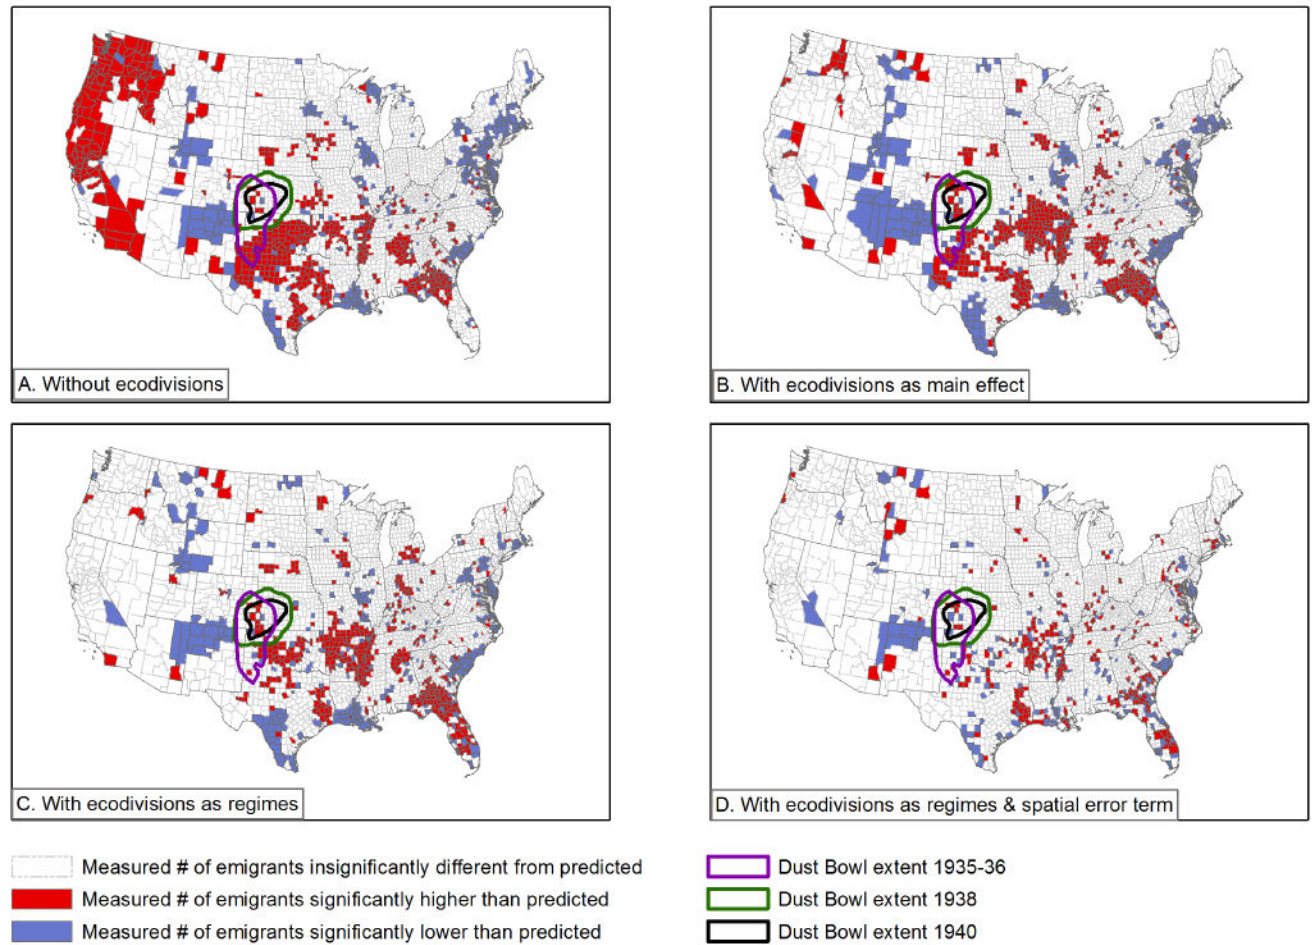 A. Without ecodivisions
B. With ecodivisions as main effect
C. With ecodivisions as regimes
D. With ecodivisions as regimes & spatial error term
Measured # of emigrants insignificantly different from predicted
Measured # of emigrants significantly higher than predicted
Measured # of emigrants significantly lower than predicted
Dust Bowl extent 1935-36
Dust Bowl extent 1938
Dust Bowl extent 1940